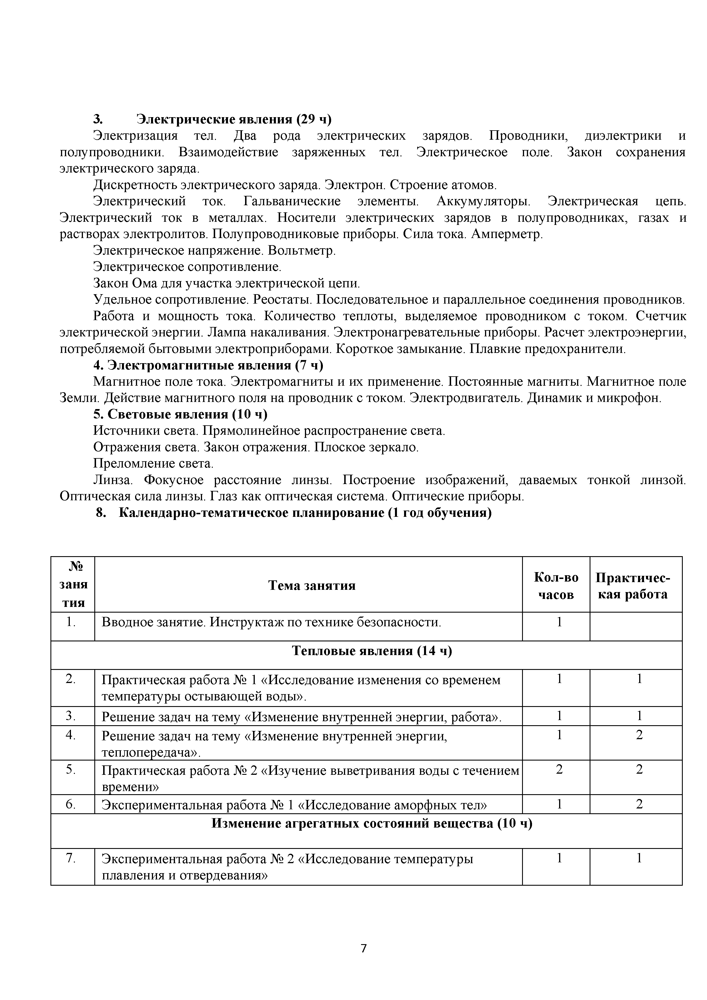 3. Электрические явления (29 ч)
Электризация тел. Два рода электрических зарядов. Проводники, диэлектрики и
полупроводники. Взаимодействие заряженных тел. Электрическое поле. Закон сохранения
электрического заряда.
Дискретность электрического заряда. Электрон. Строение атомов.
Электрический ток. Гальванические элементы. Аккумуляторы. Электрическая цепь.
Электрический ток в металлах. Носители электрических зарядов в полупроводниках, газах и
растворах электролитов. Полупроводниковые приборы. Сила тока. Амперметр.
Электрическое напряжение. Вольтметр.
Электрическое сопротивление.
Закон Ома для участка электрической цепи.
Удельное сопротивление. Реостаты. Последовательное и параллельное соединения проводников.
Работа и мощность тока. Количество теплоты, выделяемое проводником с током. Счетчик
электрической энергии. Лампа накаливания. Электронагревательные приборы. Расчет электроэнергии,
потребляемой бытовыми электроприборами. Короткое замыкание. Плавкие предохранители.
4. Электромагнитные явления (7 ч)
Магнитное поле тока. Электромагниты и их применение. Постоянные магниты. Магнитное поле
Земли. Действие магнитного поля на проводник с током. Электродвигатель. Динамик и микрофон.
5. Световые явления (10 ч)
Источники света. Прямолинейное распространение света.
Отражения света. Закон отражения. Плоское зеркало.
Преломление света.
Линза. Фокусное расстояние линзы. Построение изображений, даваемых тонкой линзой.
Оптическая сила линзы. Глаз как оптическая система. Оптические приборы.
8. Календарно-тематическое планирование (1 год обучения)
№
заня
тия
Тема занятия
Кол-во
часов
Практичес-
кая работа
1. Вводное занятие. Инструктаж по технике безопасности. 1
Тепловые явления (14 ч)
2. Практическая работа № 1 «Исследование изменения со временем 1 1
температуры остывающей воды».
3. Решение задач на тему «Изменение внутренней энергии, работа». 1 1
4. Решение задач на тему «Изменение внутренней энергии, 1 2
теплопередача».
5. Практическая работа № 2 «Изучение выветривания воды с течением 2 2
времени»
6. Экспериментальная работа № 1 «Исследование аморфных тел» 1 2
Изменение агрегатных состояний вещества (10 ч)
7. Экспериментальная работа № 2 «Исследование температуры 1 1
плавления и отвердевания»
7